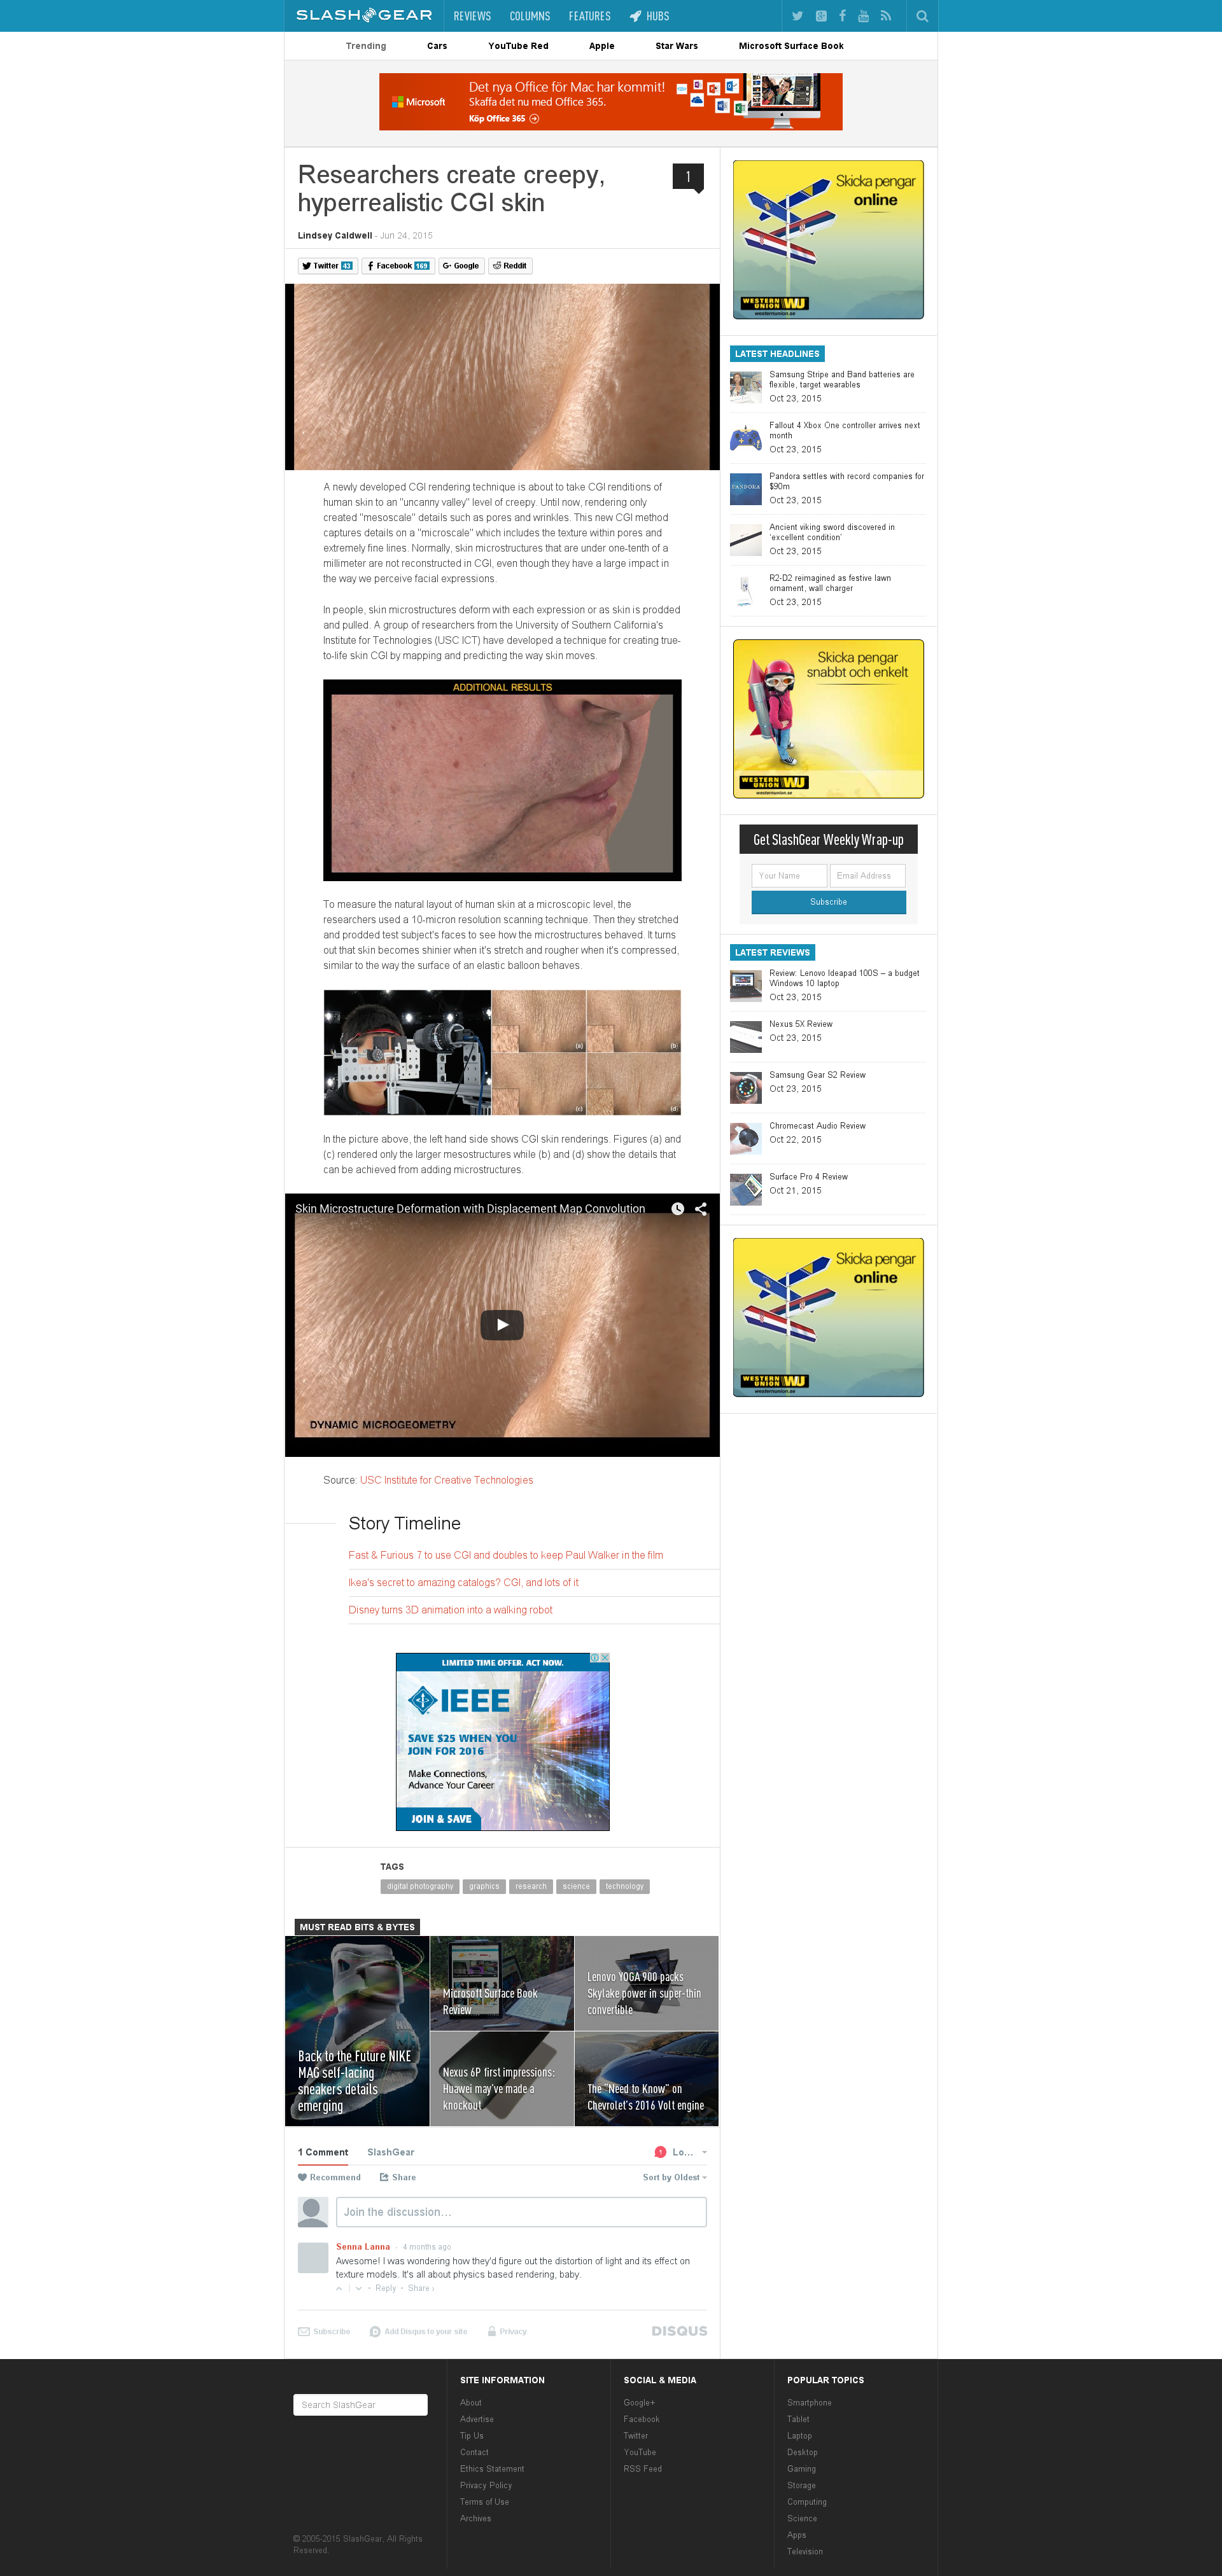 SLASHGEAR
REVIEWS COLUMNS FEATURES HUBS
Trending Cars YouTube Red Apple Star Wars Microsoft Surface Book
Microsoft
Det nya Office för Mac har kommit!
Skaffa det nu med Office 365.
Köp Office 365
Researchers create creepy,
hyperrealistic CGI skin
1
Lindsey Caldwell - Jun 24, 2015
Twitter 43 Facebook 169 Google Reddit
A newly developed CGI rendering technique is about to take CGI renditions of
human skin to an "uncanny valley" level of creepy. Until now, rendering only
created "mesoscale" details such as pores and wrinkles. This new CGI method
captures details on a "microscale" which includes the texture within pores and
extremely fine lines. Normally, skin microstructures that are under one-tenth of a
millimeter are not reconstructed in CGI, even though they have a large impact in
the way we perceive facial expressions.
In people, skin microstructures deform with each expression or as skin is prodded
and pulled. A group of researchers from the University of Southern California's
Institute for Technologies (USC ICT) have developed a technique for creating true-
to-life skin CGI by mapping and predicting the way skin moves.
ADDITIONAL RESULTS
To measure the natural layout of human skin at a microscopic level, the
researchers used a 10-micron resolution scanning technique. Then they stretched
and prodded test subject's faces to see how the microstructures behaved. It turns
out that skin becomes shinier when it's stretch and rougher when it's compressed,
similar to the way the surface of an elastic balloon behaves.
(a) (b)
(c) (d)
In the picture above, the left hand side shows CGI skin renderings. Figures (a) and
(c) rendered only the larger mesostructures while (b) and (d) show the details that
can be achieved from adding microstructures.
Skin Microstructure Deformation with Displacement Map Convolution
DYNAMIC MICROGEOMETRY
Source: USC Institute for Creative Technologies
Story Timeline
Fast & Furious 7 to use CGI and doubles to keep Paul Walker in the film
Ikea's secret to amazing catalogs? CGI, and lots of it
Disney turns 3D animation into a walking robot
LIMITED TIME OFFER. ACT NOW.
IEEE
SAVE $25 WHEN YOU
JOIN FOR 2016
Make Connections,
Advance Your Career
JOIN & SAVE
TAGS
digital photography graphics research science technology
MUST READ BITS & BYTES
Back to the Future NIKE
MAG self-lacing
sneakers details
emerging
Microsoft Surface Book
Review
Lenovo YOGA 900 packs
Skylake power in super-thin
convertible
Nexus 6P first impressions:
Huawei may've made a
knockout
The "Need to Know" on
Chevrolet's 2016 Volt engine
1 Comment SlashGear 1 Lo...
Recommend Share Sort by Oldest
Join the discussion...
Senna Lanna · 4 months ago
Awesome! I was wondering how they'd figure out the distortion of light and its effect on
texture models. It's all about physics based rendering, baby.
• Reply • Share ›
Subscribe Add Disqus to your site Privacy DISQUS
Skicka pengar
online
WESTERN UNION WU
westernunion.se
LATEST HEADLINES
Samsung Stripe and Band batteries are
flexible, target wearables
Oct 23, 2015
Fallout 4 Xbox One controller arrives next
month
Oct 23, 2015
PANDORA
Pandora settles with record companies for
$90m
Oct 23, 2015
Ancient viking sword discovered in
'excellent condition'
Oct 23, 2015
R2-D2 reimagined as festive lawn
ornament, wall charger
Oct 23, 2015
Skicka pengar
snabbt och enkelt
WESTERN UNION WU
westernunion.se
Get SlashGear Weekly Wrap-up
Your Name Email Address
Subscribe
LATEST REVIEWS
Review: Lenovo Ideapad 100S – a budget
Windows 10 laptop
Oct 23, 2015
Nexus 5X Review
Oct 23, 2015
Samsung Gear S2 Review
Oct 23, 2015
Chromecast Audio Review
Oct 22, 2015
Surface Pro 4 Review
Oct 21, 2015
Skicka pengar
online
WESTERN UNION WU
westernunion.se
Search SlashGear
© 2005-2015 SlashGear, All Rights
Reserved.
SITE INFORMATION
About
Advertise
Tip Us
Contact
Ethics Statement
Privacy Policy
Terms of Use
Archives
SOCIAL & MEDIA
Google+
Facebook
Twitter
YouTube
RSS Feed
POPULAR TOPICS
Smartphone
Tablet
Laptop
Desktop
Gaming
Storage
Computing
Science
Apps
Television